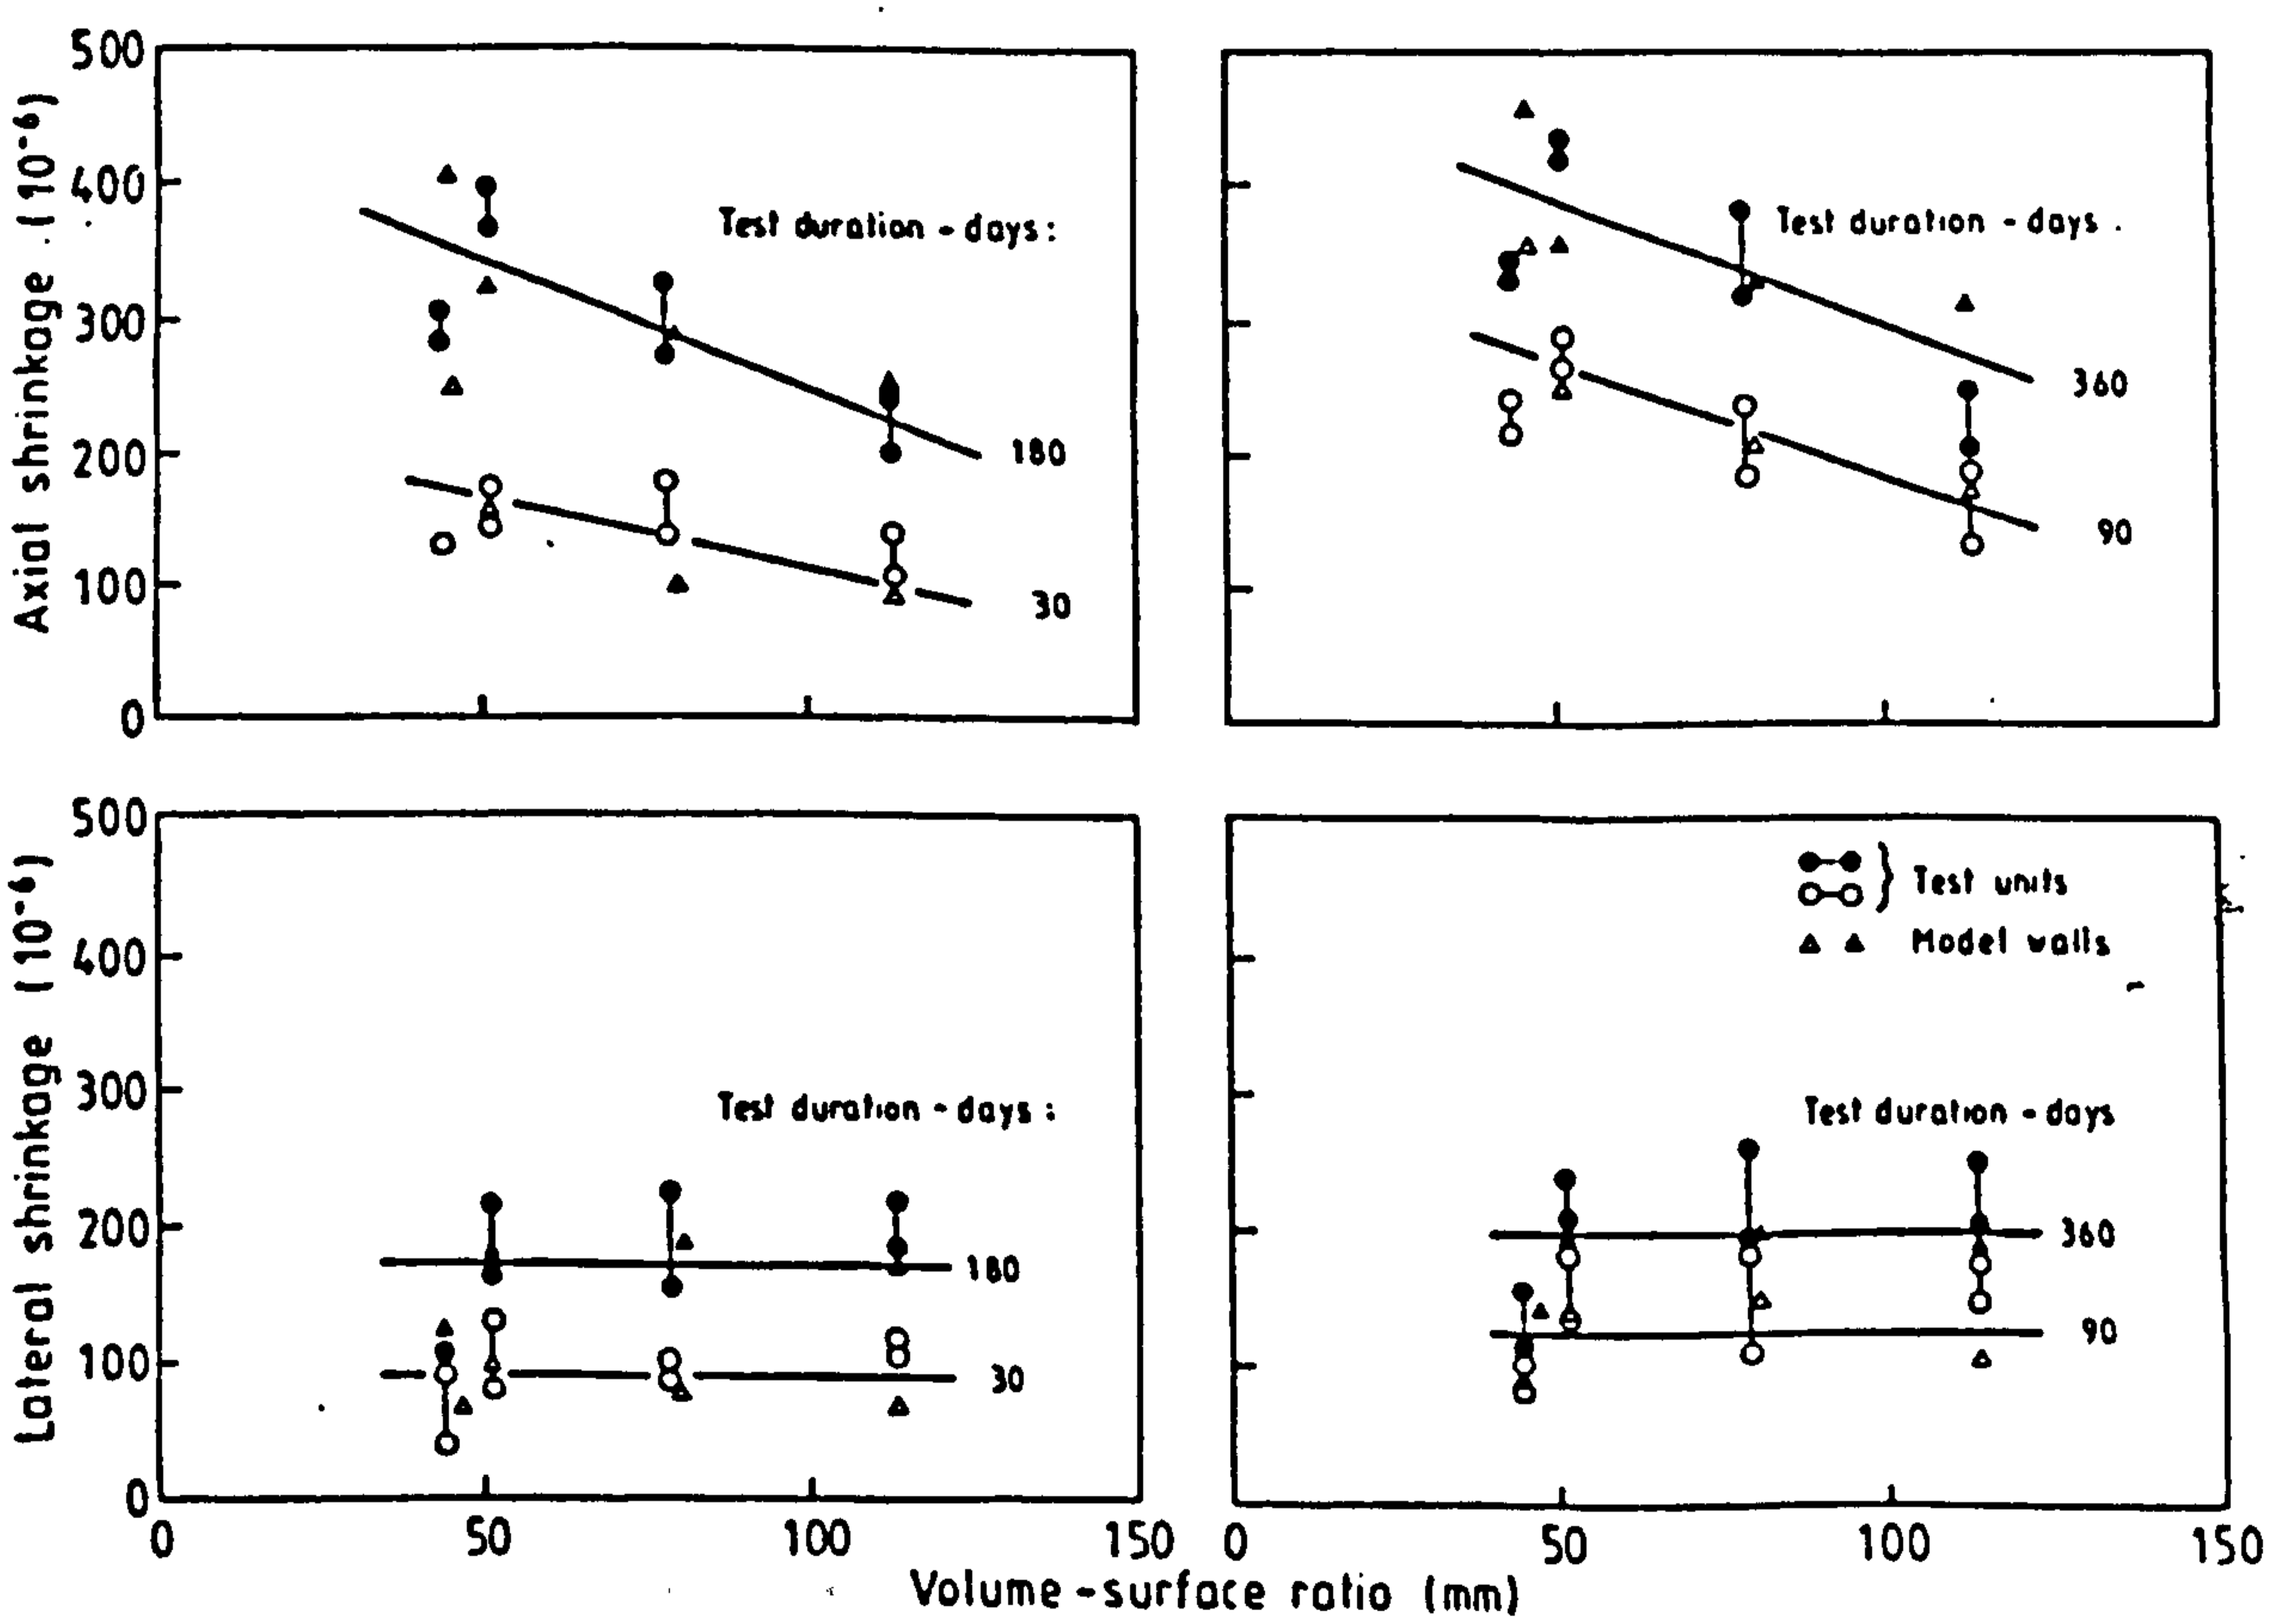 500
400
300
200
100
0
Axial shrinkage (10⁻⁶)
Test duration - days:
180
30
Test duration - days
360
90
500
400
300
200
100
0
Lateral shrinkage (10⁻⁶)
Test duration - days:
180
30
Test units
Model walls
Test duration - days
360
90
0 50 100 150
0 50 100 150
Volume-surface ratio (mm)